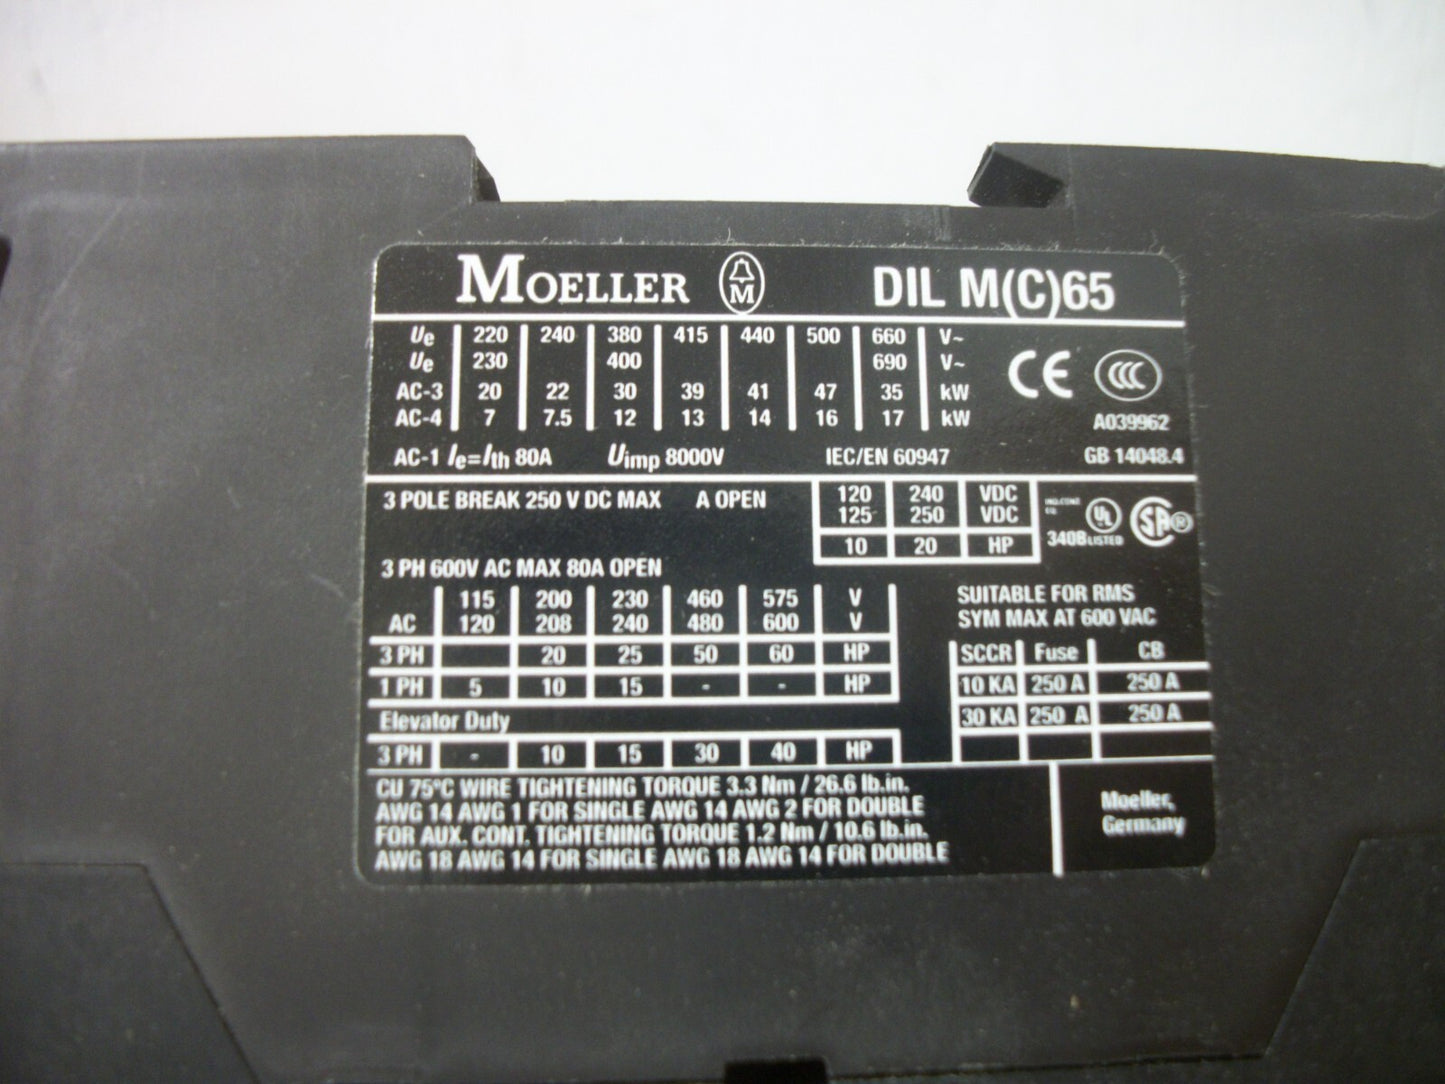 MOELLER M DIL M(C)65
Ue 220 240 380 415 440 500 660 V~
Ue 230 400 690 V~
AC-3 20 22 30 39 41 47 35 kW
AC-4 7 7.5 12 13 14 16 17 kW
CE CCC
A039962
AC-1 Ie=Ith 80A Uimp 8000V IEC/EN 60947 GB 14048.4
3 POLE BREAK 250 V DC MAX A OPEN
120 240 VDC
125 250 VDC
10 20 HP
IND.CONT. EQ.
340B UL LISTED SA®
3 PH 600V AC MAX 80A OPEN
115 200 230 460 575 V
AC 120 208 240 480 600 V
3 PH 20 25 50 60 HP
1 PH 5 10 15 - - HP
Elevator Duty
3 PH - 10 15 30 40 HP
SUITABLE FOR RMS
SYM MAX AT 600 VAC
SCCR Fuse CB
10 KA 250 A 250 A
30 KA 250 A 250 A
CU 75°C WIRE TIGHTENING TORQUE 3.3 Nm / 26.6 lb.in.
AWG 14 AWG 1 FOR SINGLE AWG 14 AWG 2 FOR DOUBLE
FOR AUX. CONT. TIGHTENING TORQUE 1.2 Nm / 10.6 lb.in.
AWG 18 AWG 14 FOR SINGLE AWG 18 AWG 14 FOR DOUBLE
Moeller,
Germany